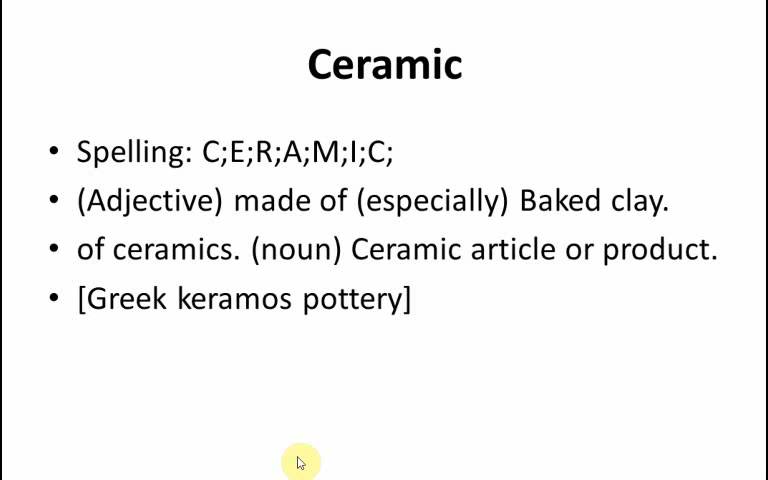 Ceramic
• Spelling: C;E;R;A;M;I;C;
• (Adjective) made of (especially) Baked clay.
• of ceramics. (noun) Ceramic article or product.
• [Greek keramos pottery]